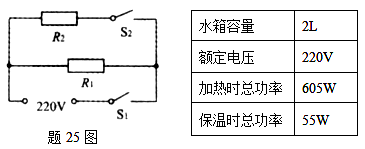 R₂
S₂
R₁
220V
S₁
题 25 图
水箱容量 2L
额定电压 220V
加热时总功率 605W
保温时总功率 55W